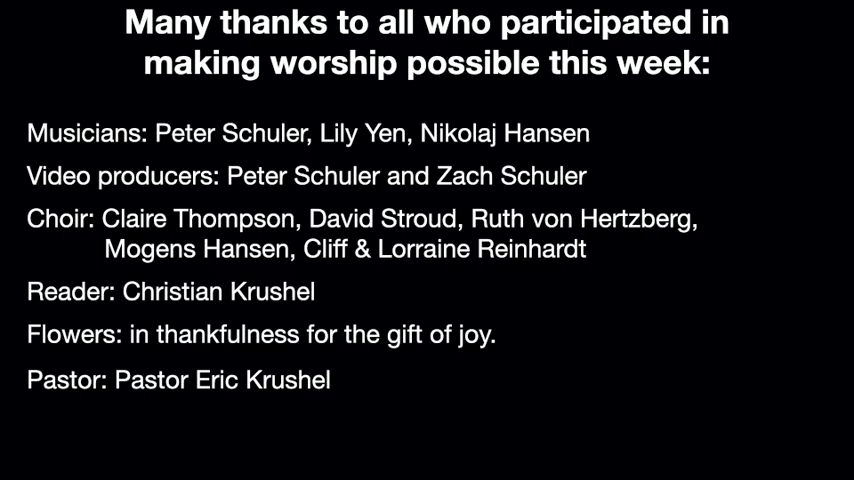 Many thanks to all who participated in
making worship possible this week:
Musicians: Peter Schuler, Lily Yen, Nikolaj Hansen
Video producers: Peter Schuler and Zach Schuler
Choir: Claire Thompson, David Stroud, Ruth von Hertzberg,
Mogens Hansen, Cliff & Lorraine Reinhardt
Reader: Christian Krushel
Flowers: in thankfulness for the gift of joy.
Pastor: Pastor Eric Krushel